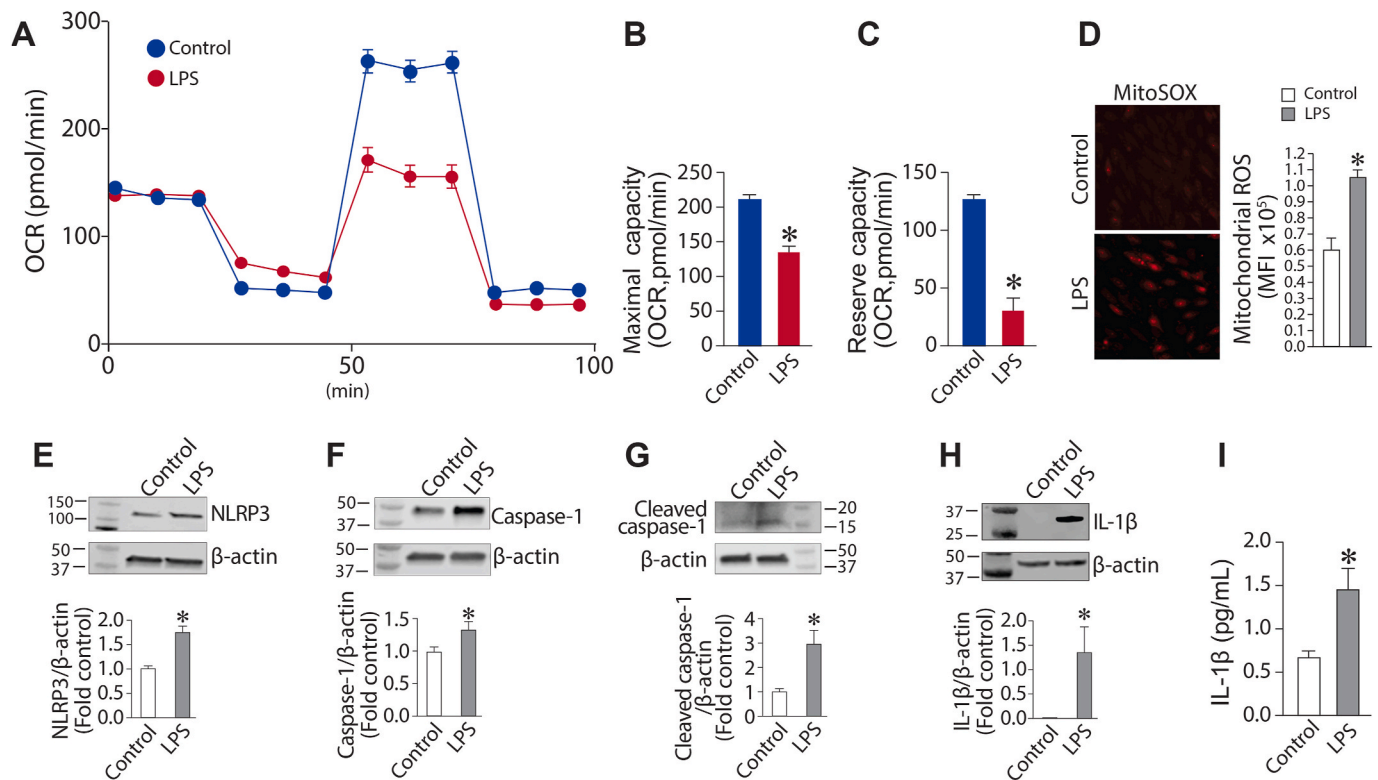 A
300
200
100
0
0
50
100
(min)
OCR (pmol/min)
Control
LPS
B
Maximal capacity
(OCR,pmol/min)
250
200
150
100
50
0
*
Control
LPS
C
Reserve capacity
(OCR,pmol/min)
150
100
50
0
*
Control
LPS
D
MitoSOX
Control
LPS
Control
LPS
Mitochondrial ROS
(MFI x10⁵)
1.1
1.2
1.0
0.9
0.8
0.7
0.6
0.5
0.4
0.3
0.2
0.1
0.0
*
E
Control
LPS
150
100
NLRP3
50
37
β-actin
NLRP3/β-actin
(Fold control)
2.0
1.5
1.0
0.5
0.0
*
Control
LPS
F
Control
LPS
50
37
Caspase-1
50
37
β-actin
Caspase-1/β-actin
(Fold control)
1.5
1.0
0.5
0.0
*
Control
LPS
G
Control
LPS
Cleaved
caspase-1
20
15
β-actin
50
37
Cleaved caspase-1
/β-actin
(Fold control)
4
3
2
1
0
*
Control
LPS
H
Control
LPS
37
25
IL-1β
50
37
β-actin
IL-1β/β-actin
(Fold control)
2.0
1.5
1.0
0.5
0.0
*
Control
LPS
I
IL-1β (pg/mL)
2.0
1.5
1.0
0.5
0.0
*
Control
LPS